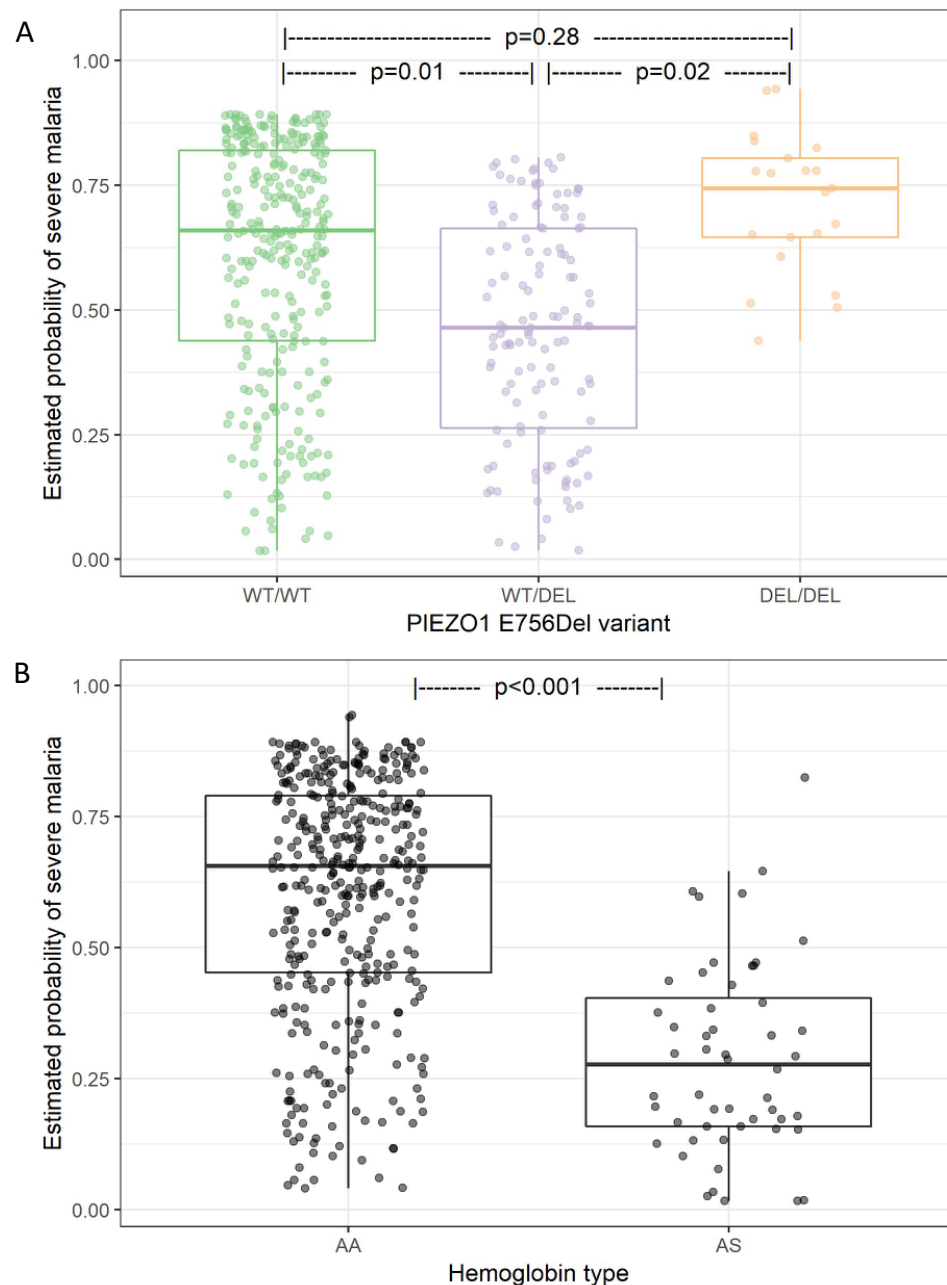 A
|--------------------- p=0.28 ---------------------|
1.00
|--------- p=0.01 ---------| |--------- p=0.02 ---------|
0.75
0.50
0.25
0.00
Estimated probability of severe malaria
WT/WT WT/DEL DEL/DEL
PIEZO1 E756Del variant
B
1.00
|-------- p<0.001 --------|
0.75
0.50
0.25
0.00
Estimated probability of severe malaria
AA AS
Hemoglobin type